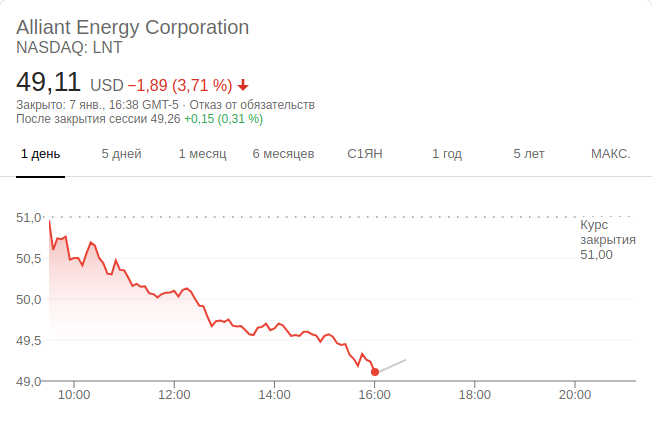 Alliant Energy Corporation
NASDAQ: LNT
49,11 USD −1,89 (3,71 %)
Закрыто: 7 янв., 16:38 GMT-5 · Отказ от обязательств
После закрытия сессии 49,26 +0,15 (0,31 %)
1 день 5 дней 1 месяц 6 месяцев С1ЯН 1 год 5 лет МАКС.
51,0
Курс
закрытия
51,00
50,5
50,0
49,5
49,0
10:00 12:00 14:00 16:00 18:00 20:00